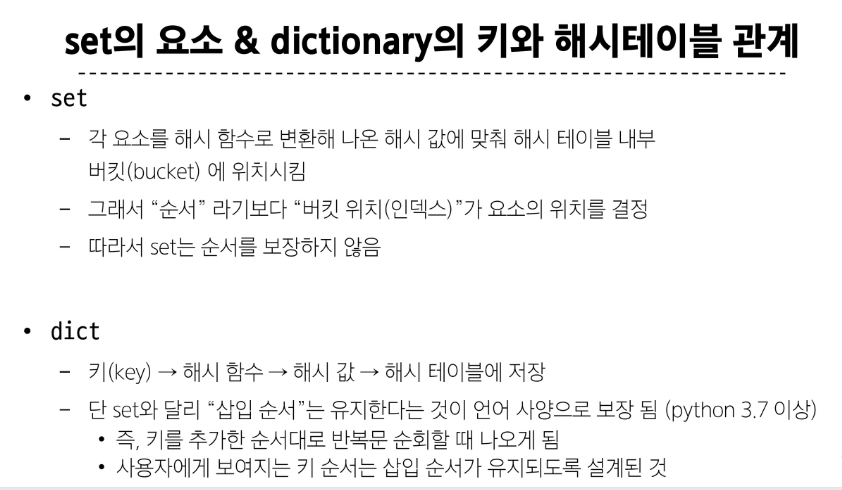 set의 요소 & dictionary의 키와 해시테이블 관계
• set
– 각 요소를 해시 함수로 변환해 나온 해시 값에 맞춰 해시 테이블 내부
버킷(bucket) 에 위치시킴
– 그래서 “순서” 라기보다 “버킷 위치(인덱스)”가 요소의 위치를 결정
– 따라서 set는 순서를 보장하지 않음
• dict
– 키(key) → 해시 함수 → 해시 값 → 해시 테이블에 저장
– 단 set와 달리 “삽입 순서”는 유지한다는 것이 언어 사양으로 보장 됨 (python 3.7 이상)
• 즉, 키를 추가한 순서대로 반복문 순회할 때 나오게 됨
• 사용자에게 보여지는 키 순서는 삽입 순서가 유지되도록 설계된 것